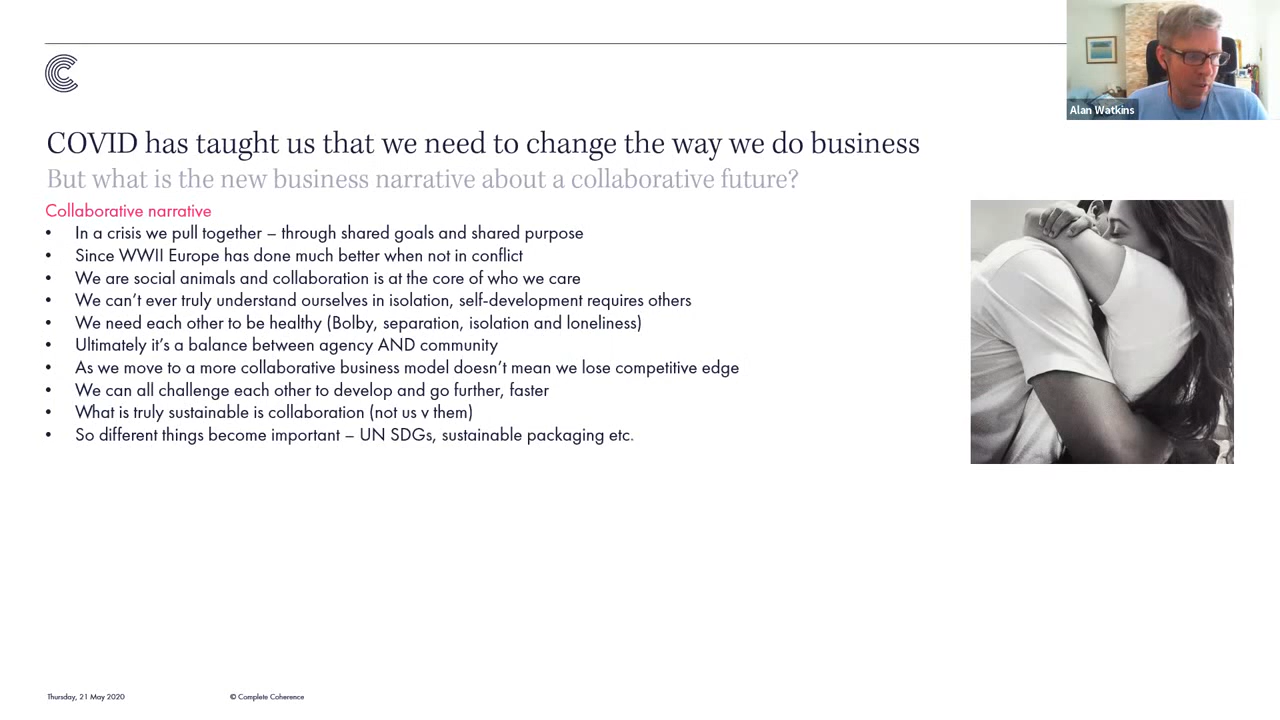 Alan Watkins
COVID has taught us that we need to change the way we do business
But what is the new business narrative about a collaborative future?
Collaborative narrative
• In a crisis we pull together – through shared goals and shared purpose
• Since WWII Europe has done much better when not in conflict
• We are social animals and collaboration is at the core of who we care
• We can’t ever truly understand ourselves in isolation, self-development requires others
• We need each other to be healthy (Bolby, separation, isolation and loneliness)
• Ultimately it’s a balance between agency AND community
• As we move to a more collaborative business model doesn’t mean we lose competitive edge
• We can all challenge each other to develop and go further, faster
• What is truly sustainable is collaboration (not us v them)
• So different things become important – UN SDGs, sustainable packaging etc.
Thursday, 21 May 2020
© Complete Coherence